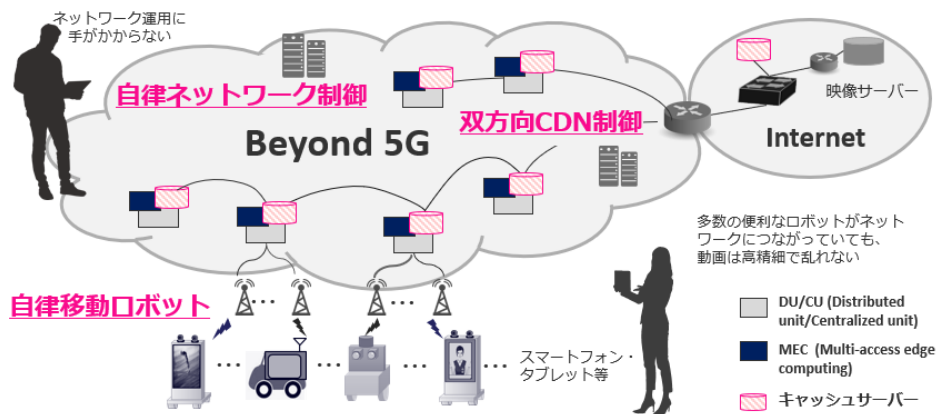 ネットワーク運用に
手がかからない
自律ネットワーク制御
双方向CDN制御
Beyond 5G
映像サーバー
Internet
多数の便利なロボットがネット
ワークにつながっていても、
動画は高精細で乱れない
自律移動ロボット
スマートフォン・
タブレット等
DU/CU (Distributed
unit/Centralized unit)
MEC (Multi-access edge
computing)
キャッシュサーバー